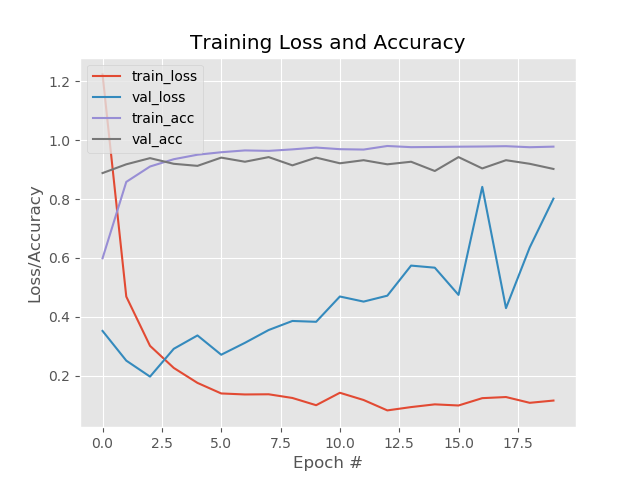 Training Loss and Accuracy
train_loss
val_loss
train_acc
val_acc
1.2
1.0
0.8
0.6
0.4
0.2
Loss/Accuracy
0.0 2.5 5.0 7.5 10.0 12.5 15.0 17.5
Epoch #